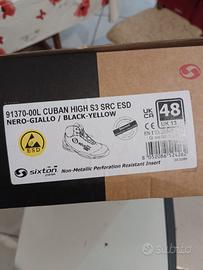 91370-00L CUBAN HIGH S3 SRC ESD
NERO-GIALLO / BLACK-YELLOW
UK
CA
48
UK 13
ESD
sixton
Non-Metallic Perforation Resistant Insert
subito